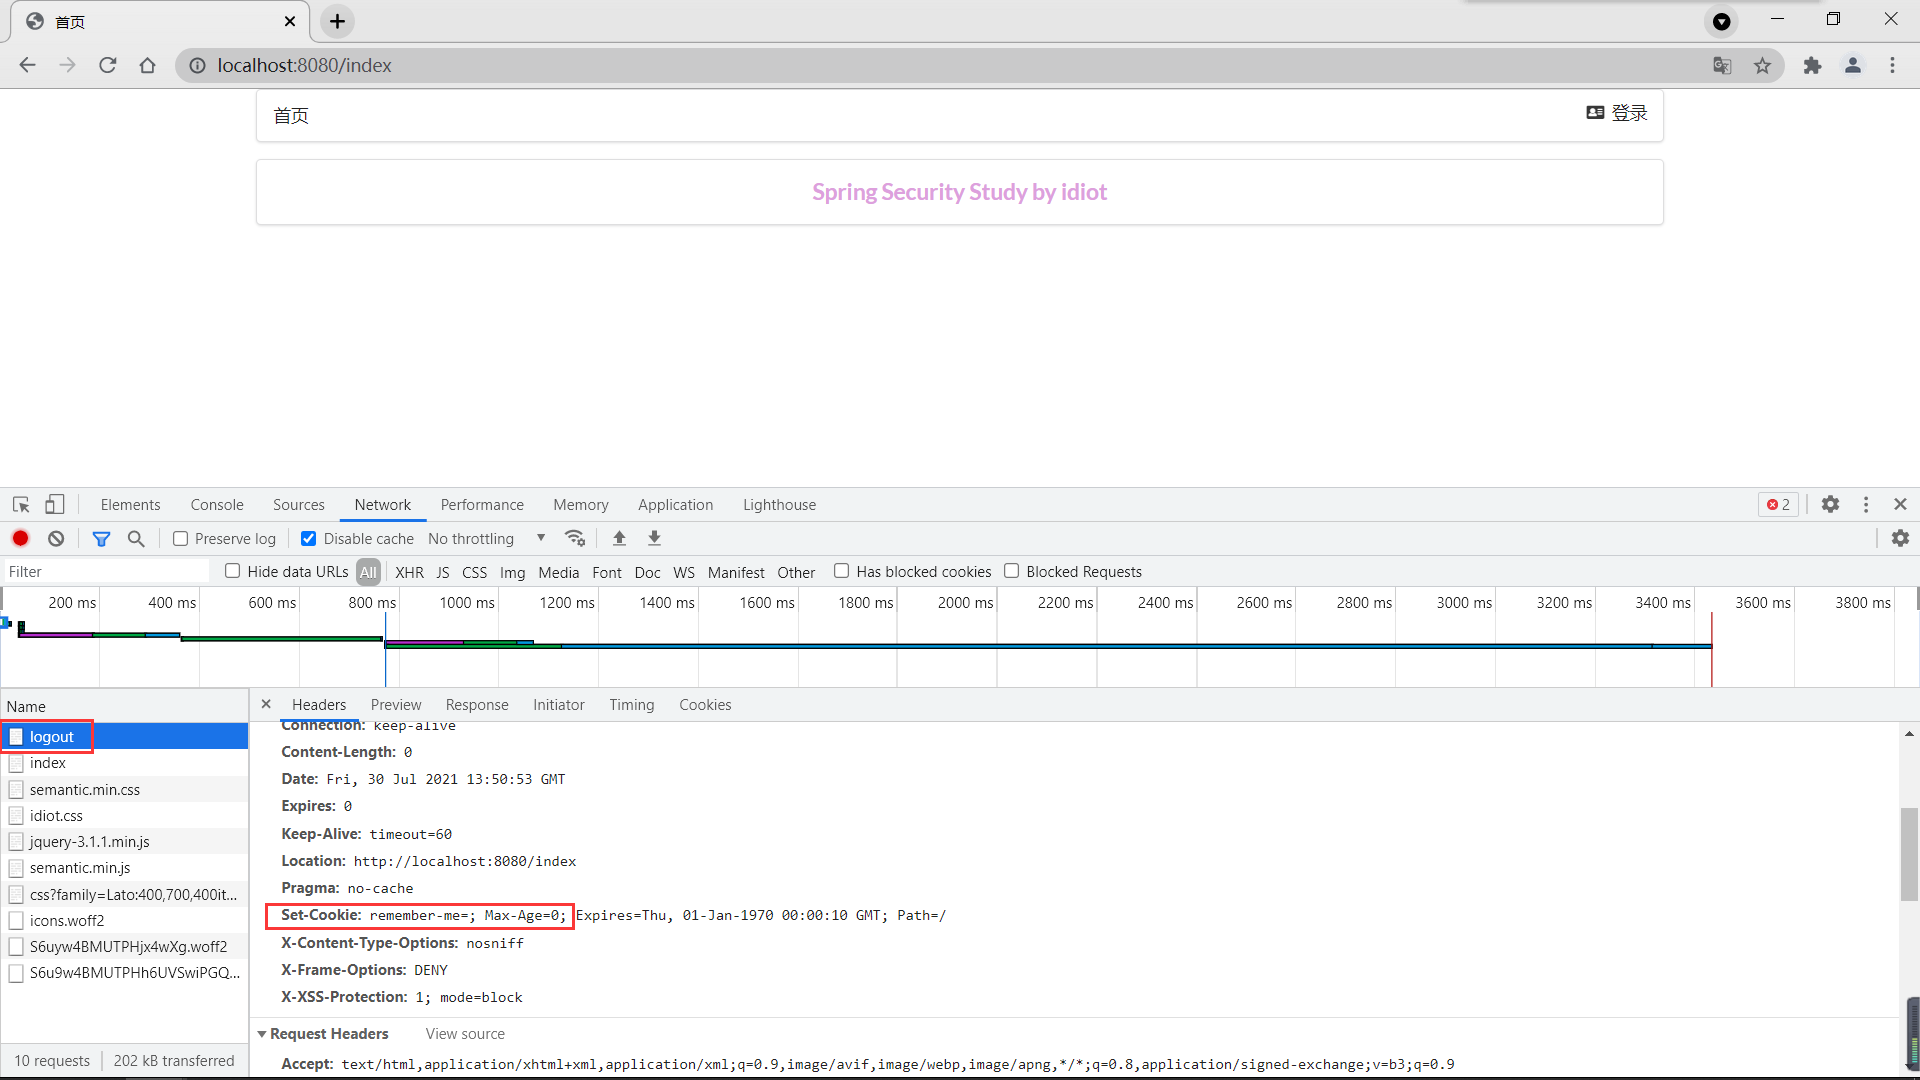 首页
localhost:8080/index
首页
登录
Spring Security Study by idiot
Elements Console Sources Network Performance Memory Application Lighthouse 2
Preserve log Disable cache No throttling
Filter Hide data URLs All XHR JS CSS Img Media Font Doc WS Manifest Other Has blocked cookies Blocked Requests
200 ms 400 ms 600 ms 800 ms 1000 ms 1200 ms 1400 ms 1600 ms 1800 ms 2000 ms 2200 ms 2400 ms 2600 ms 2800 ms 3000 ms 3200 ms 3400 ms 3600 ms 3800 ms
Name
logout
index
semantic.min.css
idiot.css
jquery-3.1.1.min.js
semantic.min.js
css?family=Lato:400,700,400it...
icons.woff2
S6uyw4BMUTPHjx4wXg.woff2
S6u9w4BMUTPHh6UVSwiPGQ...
10 requests 202 kB transferred
Headers Preview Response Initiator Timing Cookies
Connection: keep-alive
Content-Length: 0
Date: Fri, 30 Jul 2021 13:50:53 GMT
Expires: 0
Keep-Alive: timeout=60
Location: http://localhost:8080/index
Pragma: no-cache
Set-Cookie: remember-me=; Max-Age=0; Expires=Thu, 01-Jan-1970 00:00:10 GMT; Path=/
X-Content-Type-Options: nosniff
X-Frame-Options: DENY
X-XSS-Protection: 1; mode=block
Request Headers View source
Accept: text/html,application/xhtml+xml,application/xml;q=0.9,image/avif,image/webp,image/apng,*/*;q=0.8,application/signed-exchange;v=b3;q=0.9